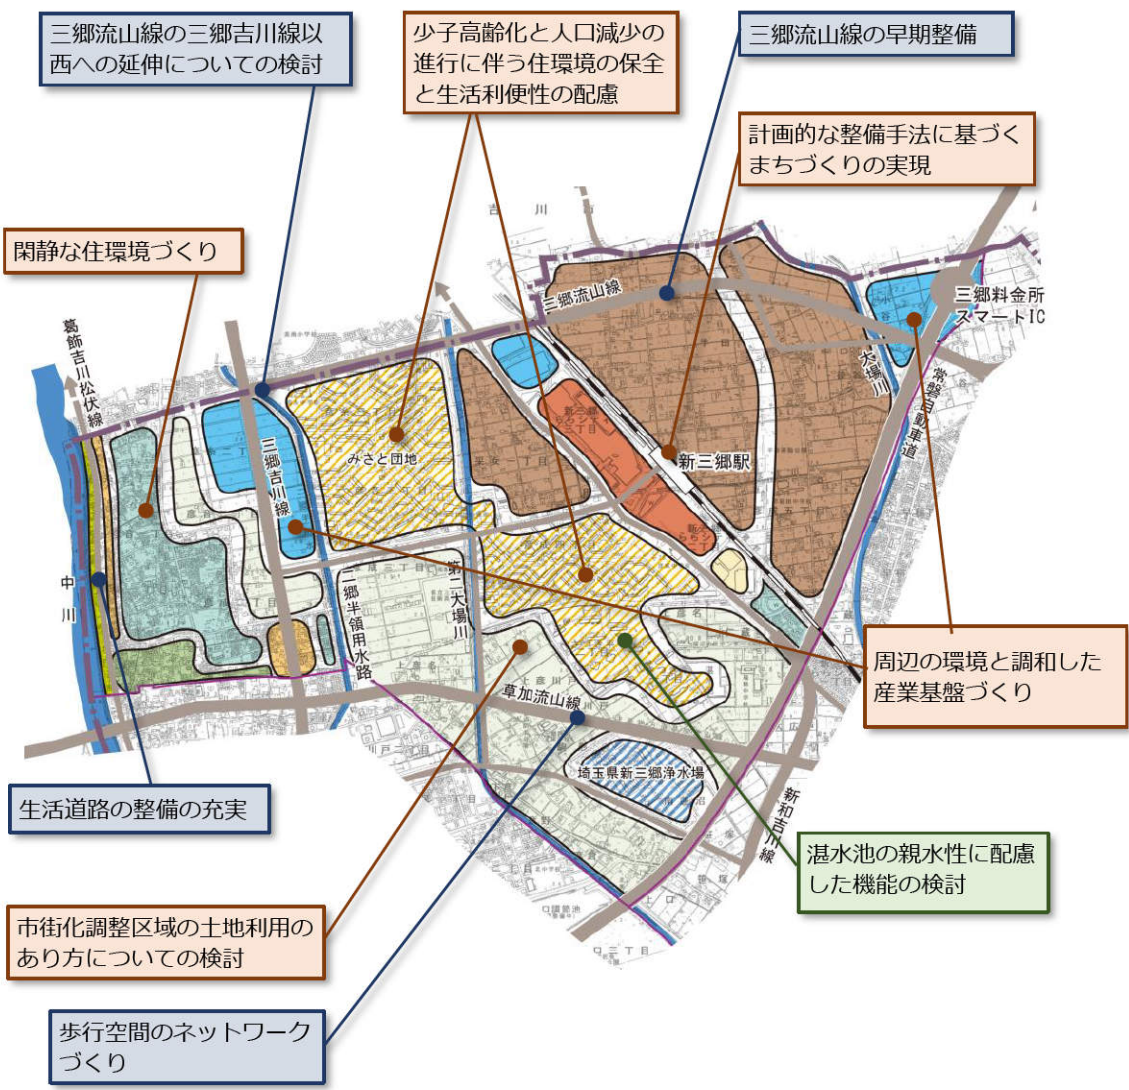 三郷流山線の三郷吉川線以
西への延伸についての検討
少子高齢化と人口減少の
進行に伴う住環境の保全
と生活利便性の配慮
三郷流山線の早期整備
計画的な整備手法に基づく
まちづくりの実現
閑静な住環境づくり
吉川市
三郷流山線
三郷料金所
スマートIC
葛飾吉川松伏線
大場川
常磐自動車道
みさと団地
三郷吉川線
新三郷駅
中川
二郷半領用水路
第二大場川
周辺の環境と調和した
産業基盤づくり
草加流山線
埼玉県新三郷浄水場
新和吉川線
生活道路の整備の充実
湛水池の親水性に配慮
した機能の検討
市街化調整区域の土地利用の
あり方についての検討
歩行空間のネットワーク
づくり